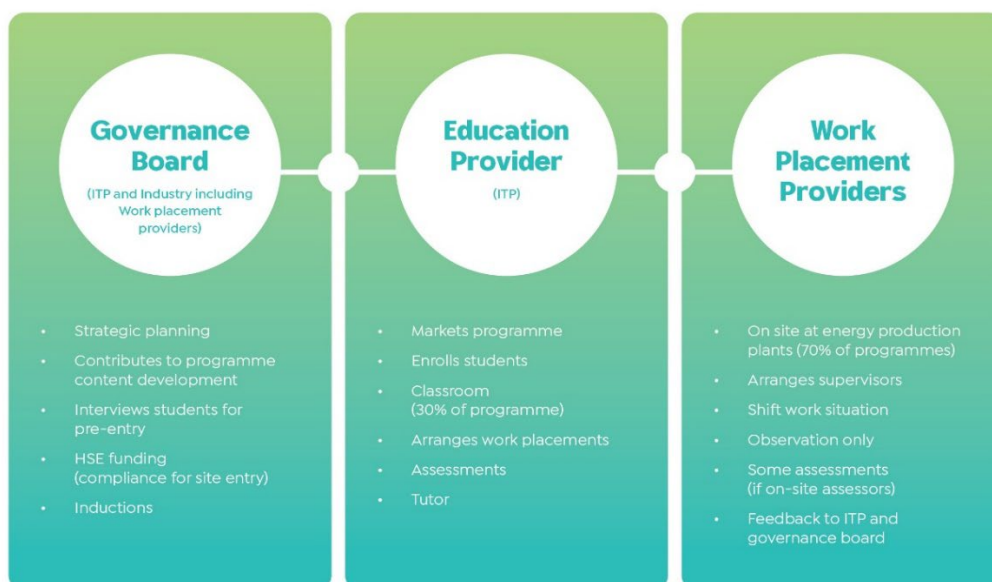 Governance
Board
(ITP and Industry including
Work placement
providers)
• Strategic planning
• Contributes to programme
content development
• Interviews students for
pre-entry
• HSE funding
(compliance for site entry)
• Inductions
Education
Provider
(ITP)
• Markets programme
• Enrolls students
• Classroom
(30% of programme)
• Arranges work placements
• Assessments
• Tutor
Work
Placement
Providers
• On site at energy production
plants (70% of programmes)
• Arranges supervisors
• Shift work situation
• Observation only
• Some assessments
(if on-site assessors)
• Feedback to ITP and
governance board